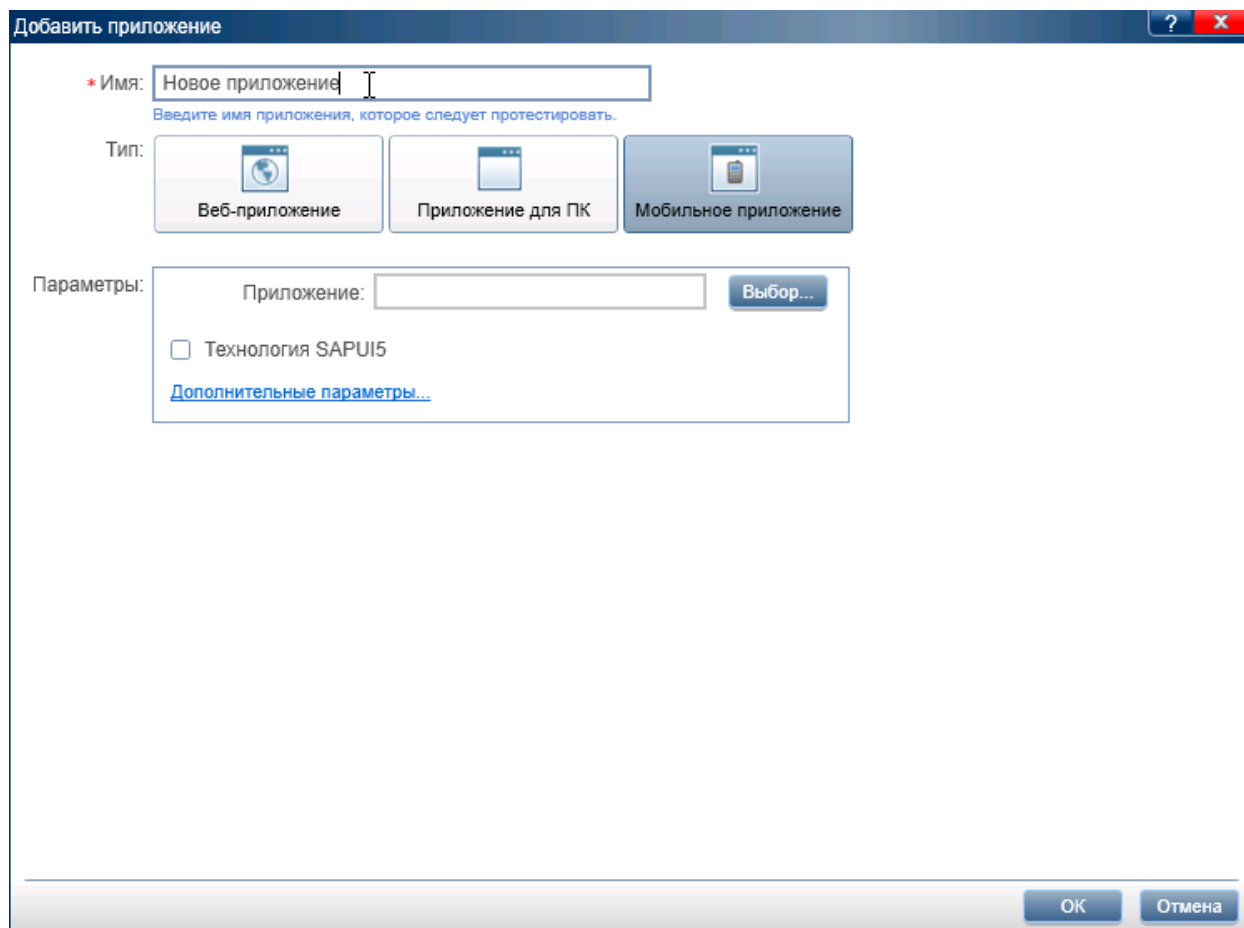 Добавить приложение
? X
* Имя: Новое приложение
Введите имя приложения, которое следует протестировать.
Тип:
Веб-приложение Приложение для ПК Мобильное приложение
Параметры:
Приложение: Выбор...
Технология SAPUI5
Дополнительные параметры...
ОК Отмена